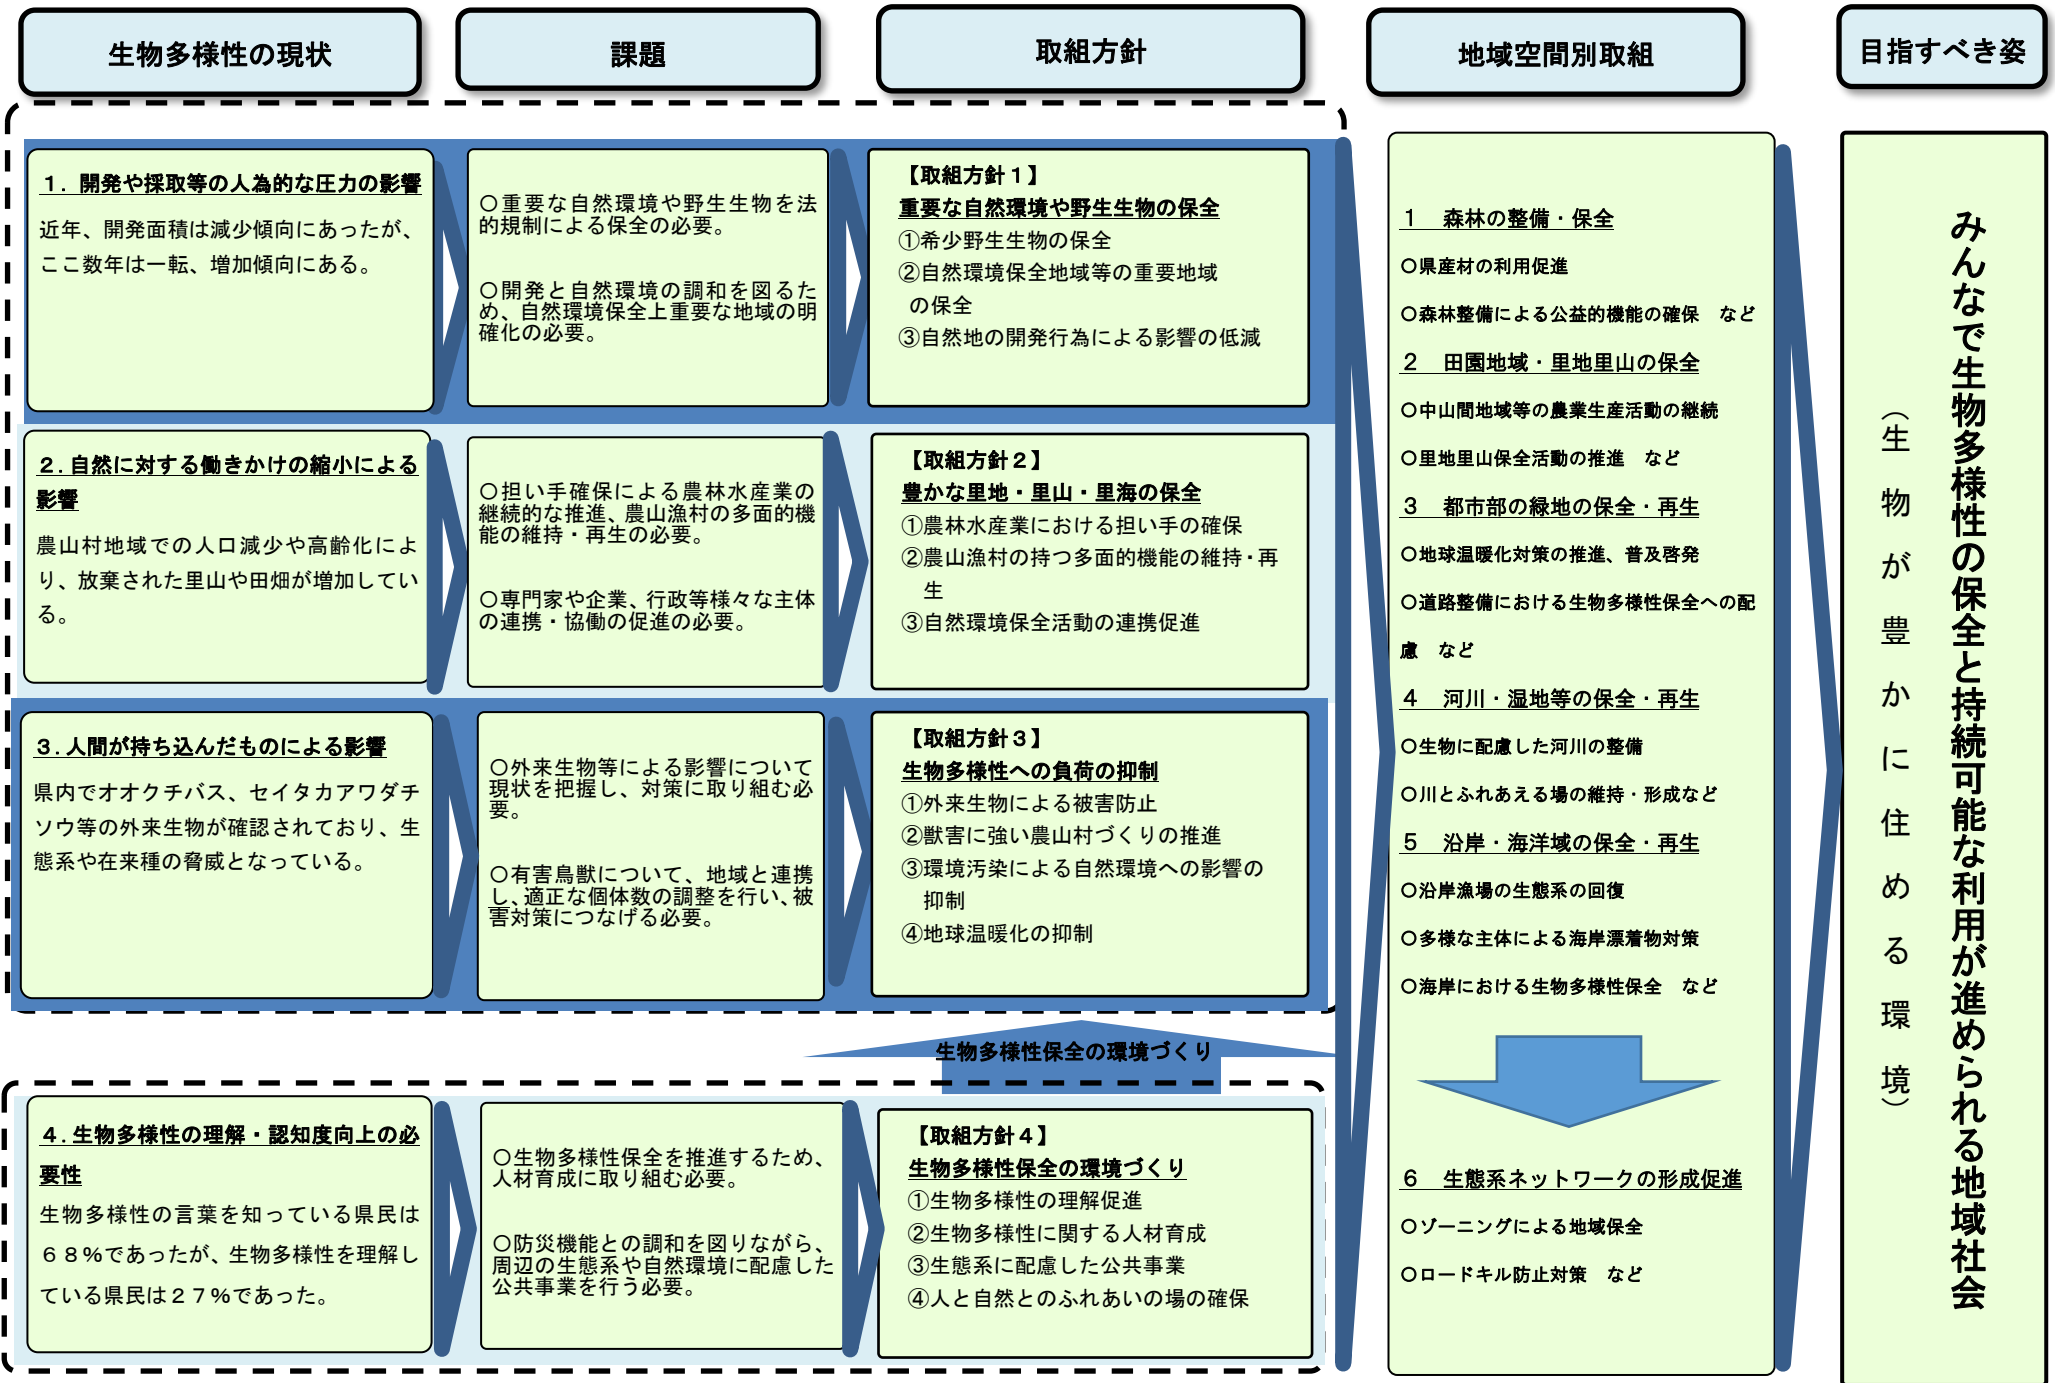 生物多様性の現状
課題
取組方針
地域空間別取組
目指すべき姿
１．開発や採取等の人為的な圧力の影響
近年、開発面積は減少傾向にあったが、
ここ数年は一転、増加傾向にある。
〇重要な自然環境や野生生物を法
的規制による保全の必要。
〇開発と自然環境の調和を図るた
め、自然環境保全上重要な地域の明
確化の必要。
【取組方針１】
重要な自然環境や野生生物の保全
①希少野生生物の保全
②自然環境保全地域等の重要地域
の保全
③自然地の開発行為による影響の低減
２．自然に対する働きかけの縮小による
影響
農山村地域での人口減少や高齢化によ
り、放棄された里山や田畑が増加してい
る。
〇担い手確保による農林水産業の
継続的な推進、農山漁村の多面的機
能の維持・再生の必要。
〇専門家や企業、行政等様々な主体
の連携・協働の促進の必要。
【取組方針２】
豊かな里地・里山・里海の保全
①農林水産業における担い手の確保
②農山漁村の持つ多面的機能の維持・再
生
③自然環境保全活動の連携促進
３．人間が持ち込んだものによる影響
県内でオオクチバス、セイタカアワダチ
ソウ等の外来生物が確認されており、生
態系や在来種の脅威となっている。
〇外来生物等による影響について
現状を把握し、対策に取り組む必
要。
〇有害鳥獣について、地域と連携
し、適正な個体数の調整を行い、被
害対策につなげる必要。
【取組方針３】
生物多様性への負荷の抑制
①外来生物による被害防止
②獣害に強い農山村づくりの推進
③環境汚染による自然環境への影響の
抑制
④地球温暖化の抑制
生物多様性保全の環境づくり
４．生物多様性の理解・認知度向上の必
要性
生物多様性の言葉を知っている県民は
６８％であったが、生物多様性を理解し
ている県民は２７％であった。
〇生物多様性保全を推進するため、
人材育成に取り組む必要。
〇防災機能との調和を図りながら、
周辺の生態系や自然環境に配慮した
公共事業を行う必要。
【取組方針４】
生物多様性保全の環境づくり
①生物多様性の理解促進
②生物多様性に関する人材育成
③生態系に配慮した公共事業
④人と自然とのふれあいの場の確保
１　森林の整備・保全
〇県産材の利用促進
〇森林整備による公益的機能の確保　など
２　田園地域・里地里山の保全
〇中山間地域等の農業生産活動の継続
〇里地里山保全活動の推進　など
３　都市部の緑地の保全・再生
〇地球温暖化対策の推進、普及啓発
〇道路整備における生物多様性保全への配
慮　など
４　河川・湿地等の保全・再生
〇生物に配慮した河川の整備
〇川とふれあえる場の維持・形成など
５　沿岸・海洋域の保全・再生
〇沿岸漁場の生態系の回復
〇多様な主体による海岸漂着物対策
〇海岸における生物多様性保全　など
６　生態系ネットワークの形成促進
〇ゾーニングによる地域保全
〇ロードキル防止対策　など
みんなで生物多様性の保全と持続可能な利用が進められる地域社会
（生物が豊かに住める環境）